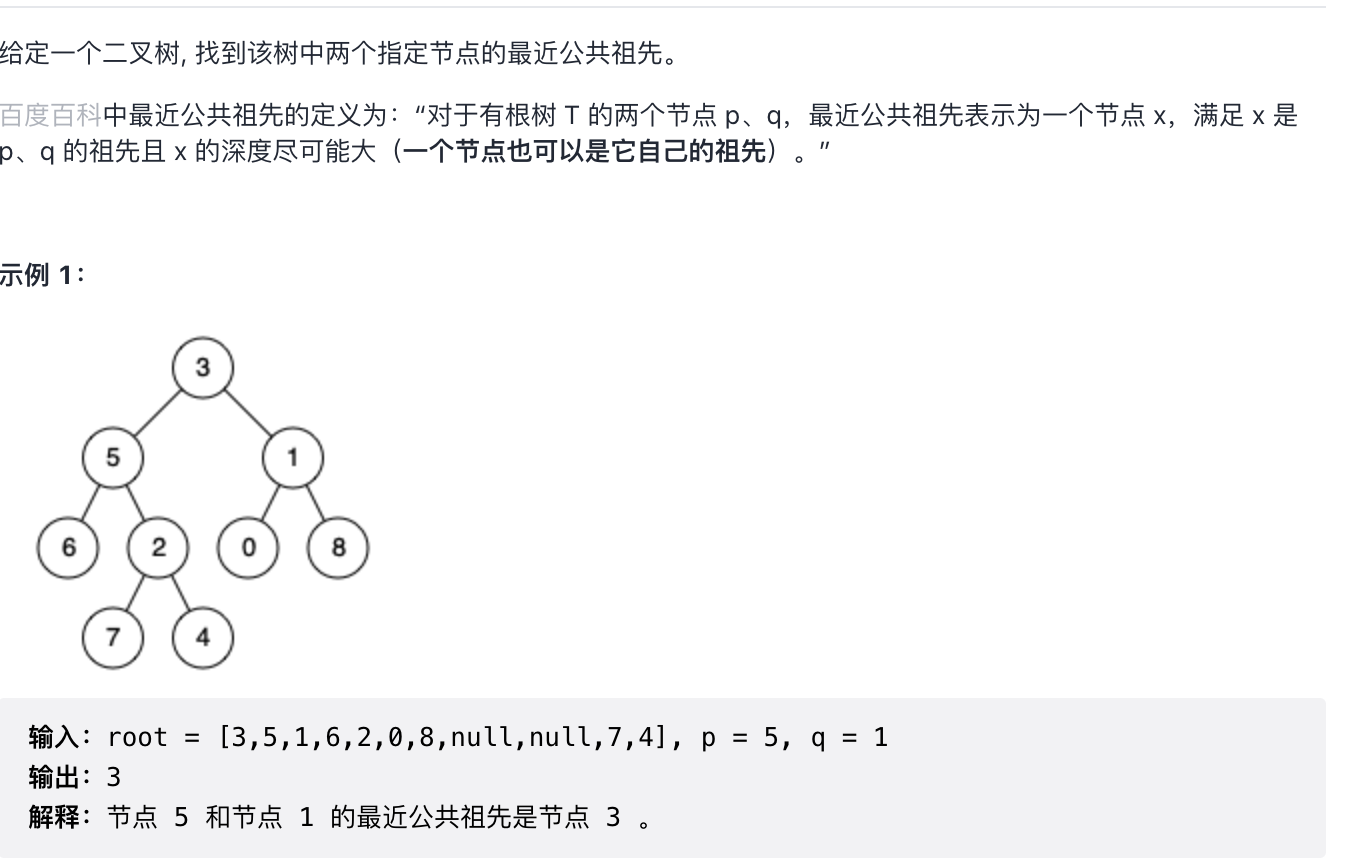 给定一个二叉树, 找到该树中两个指定节点的最近公共祖先。
百度百科中最近公共祖先的定义为：“对于有根树 T 的两个节点 p、q，最近公共祖先表示为一个节点 x，满足 x 是
p、q 的祖先且 x 的深度尽可能大（一个节点也可以是它自己的祖先）。”
示例 1：
3
5 1
6 2 0 8
7 4
输入：root = [3,5,1,6,2,0,8,null,null,7,4], p = 5, q = 1
输出：3
解释：节点 5 和节点 1 的最近公共祖先是节点 3 。